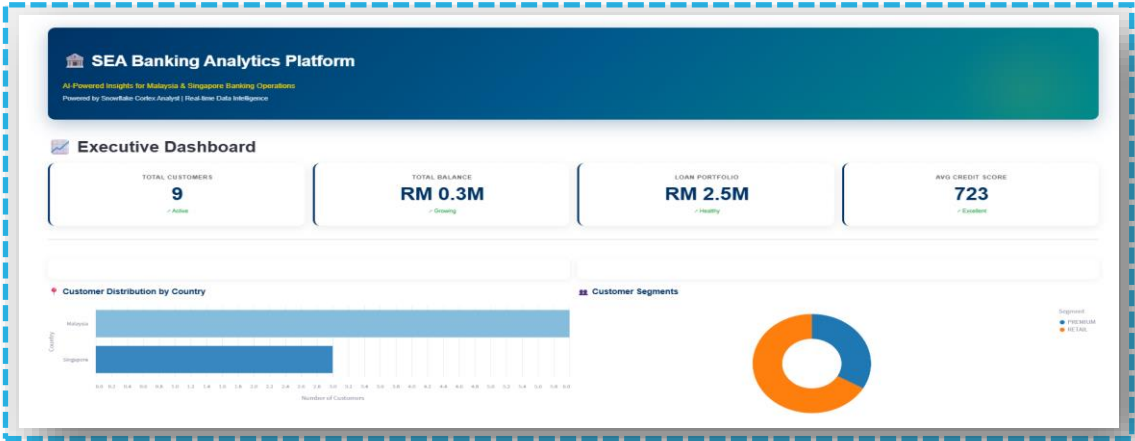 SEA Banking Analytics Platform
AI-Powered Insights for Malaysia & Singapore Banking Operations
Powered by Snowflake Cortex Analyst | Real-time Data Intelligence
Executive Dashboard
TOTAL CUSTOMERS
9
Active
TOTAL BALANCE
RM 0.3M
Growing
LOAN PORTFOLIO
RM 2.5M
Healthy
AVG CREDIT SCORE
723
Excellent
Customer Distribution by Country
Country
Malaysia
Singapore
Number of Customers
Customer Segments
Segment
PREMIUM
RETAIL